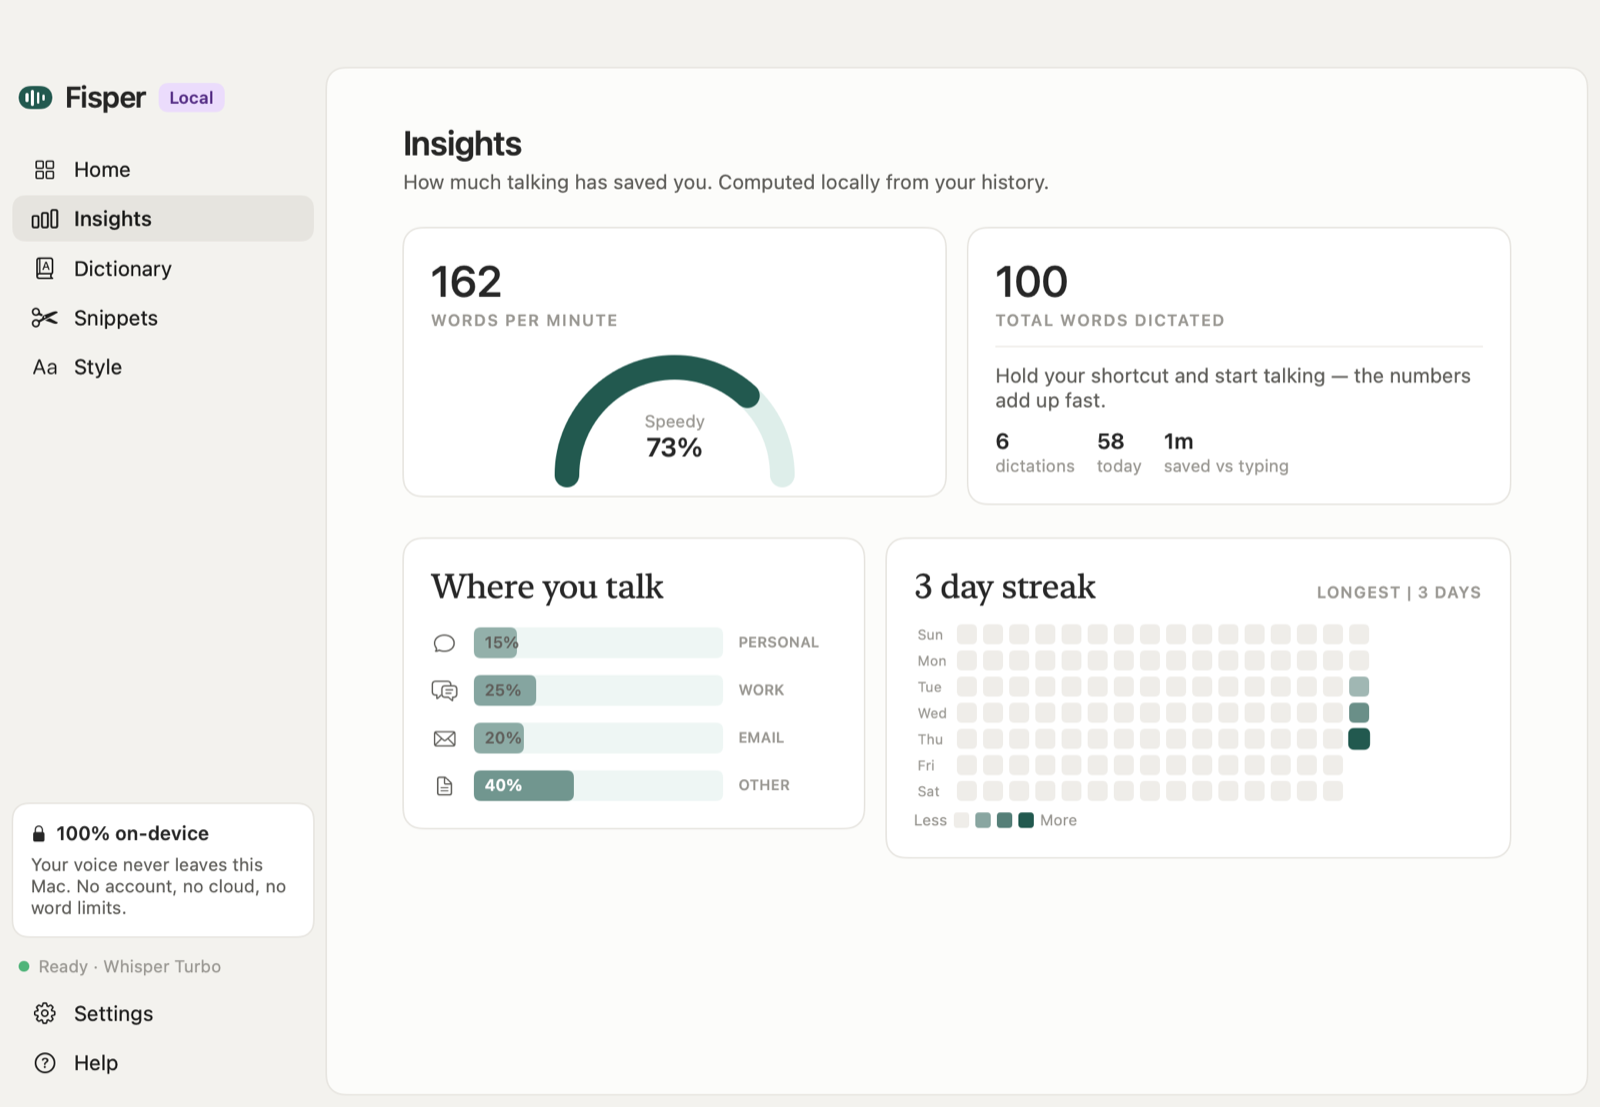 Fisper Local
Home
Insights
Dictionary
Snippets
Aa Style
100% on-device
Your voice never leaves this
Mac. No account, no cloud, no
word limits.
Ready · Whisper Turbo
Settings
Help
Insights
How much talking has saved you. Computed locally from your history.
162
WORDS PER MINUTE
Speedy
73%
100
TOTAL WORDS DICTATED
Hold your shortcut and start talking — the numbers
add up fast.
6 58 1m
dictations today saved vs typing
Where you talk
15% PERSONAL
25% WORK
20% EMAIL
40% OTHER
3 day streak LONGEST | 3 DAYS
Sun
Mon
Tue
Wed
Thu
Fri
Sat
Less More